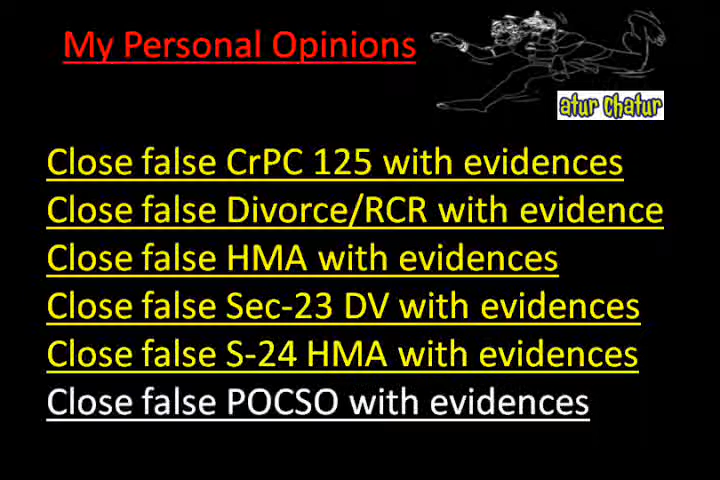 My Personal Opinions
atur chatur
Close false CrPC 125 with evidences
Close false Divorce/RCR with evidence
Close false HMA with evidences
Close false Sec-23 DV with evidences
Close false S-24 HMA with evidences
Close false POCSO with evidences